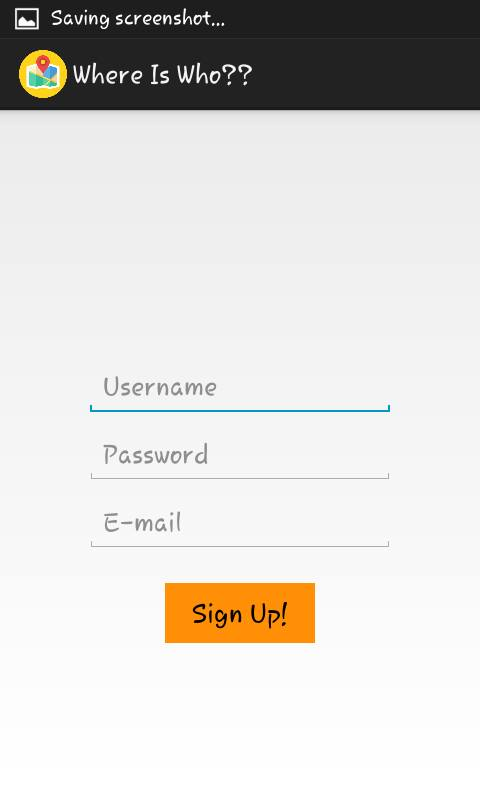 Saving screenshot...
Where Is Who??
Username
Password
E-mail
Sign Up!